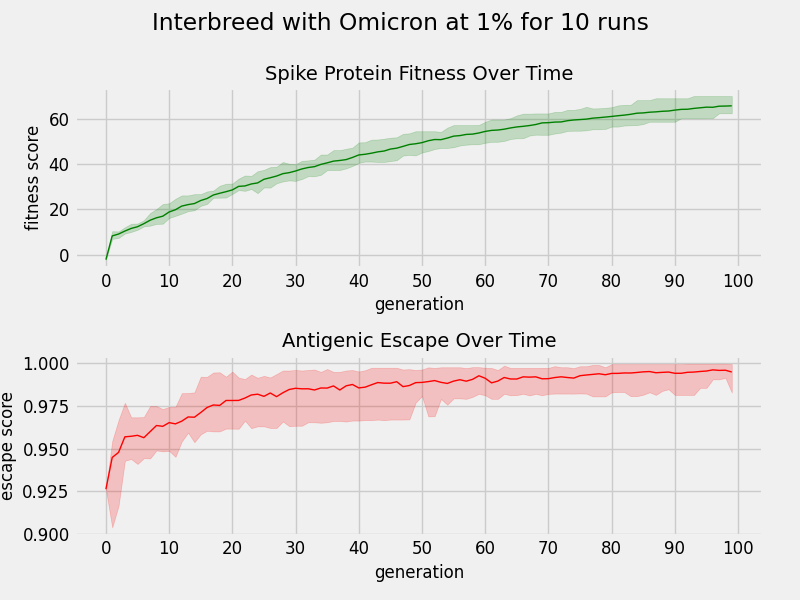 Interbreed with Omicron at 1% for 10 runs
Spike Protein Fitness Over Time
fitness score
60
40
20
0
0 10 20 30 40 50 60 70 80 90 100
generation
Antigenic Escape Over Time
escape score
1.000
0.975
0.950
0.925
0.900
0 10 20 30 40 50 60 70 80 90 100
generation